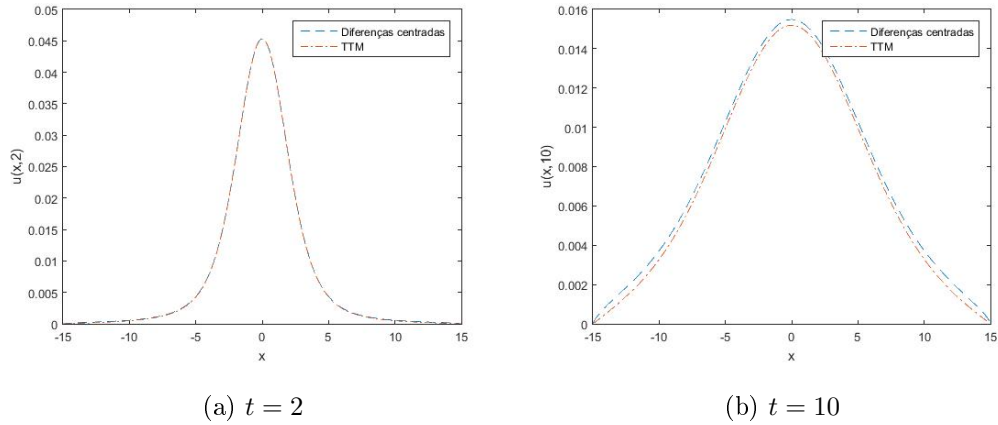 0.05
0.045
0.04
0.035
0.03
0.025
0.02
0.015
0.01
0.005
0
u(x,2)
Diferenças centradas
TTM
-15 -10 -5 0 5 10 15
x
(a) t = 2
0.016
0.014
0.012
0.01
0.008
0.006
0.004
0.002
0
u(x,10)
Diferenças centradas
TTM
-15 -10 -5 0 5 10 15
x
(b) t = 10